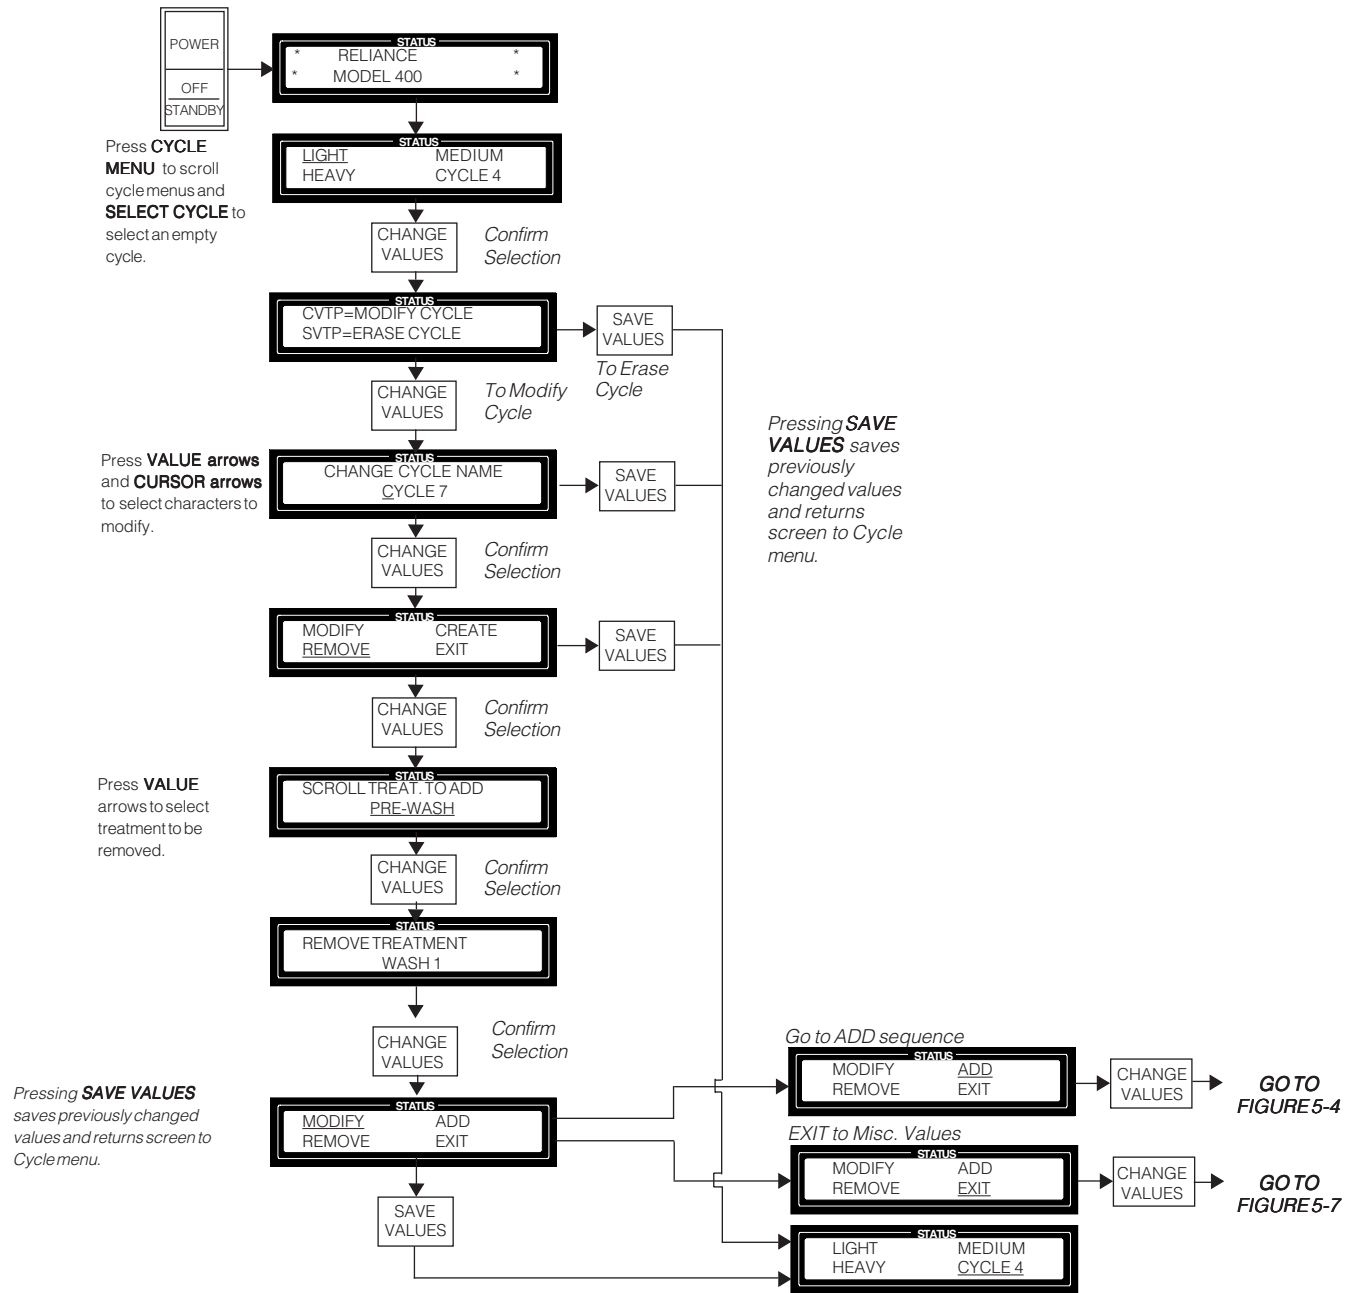 POWER
OFF
STANDBY
STATUS
* RELIANCE *
* MODEL 400 *
Press CYCLE
MENU to scroll
cycle menus and
SELECT CYCLE to
select an empty
cycle.
STATUS
LIGHT MEDIUM
HEAVY CYCLE 4
CHANGE
VALUES
Confirm
Selection
STATUS
CVTP=MODIFY CYCLE
SVTP=ERASE CYCLE
SAVE
VALUES
To Erase
Cycle
CHANGE
VALUES
To Modify
Cycle
Pressing SAVE
VALUES saves
previously
changed values
and returns
screen to Cycle
menu.
Press VALUE arrows
and CURSOR arrows
to select characters to
modify.
STATUS
CHANGE CYCLE NAME
CYCLE 7
SAVE
VALUES
CHANGE
VALUES
Confirm
Selection
STATUS
MODIFY CREATE
REMOVE EXIT
SAVE
VALUES
CHANGE
VALUES
Confirm
Selection
Press VALUE
arrows to select
treatment to be
removed.
STATUS
SCROLL TREAT. TO ADD
PRE-WASH
CHANGE
VALUES
Confirm
Selection
STATUS
REMOVE TREATMENT
WASH 1
CHANGE
VALUES
Confirm
Selection
Pressing SAVE VALUES
saves previously changed
values and returns screen to
Cycle menu.
STATUS
MODIFY ADD
REMOVE EXIT
SAVE
VALUES
Go to ADD sequence
STATUS
MODIFY ADD
REMOVE EXIT
CHANGE
VALUES
GO TO
FIGURE 5-4
EXIT to Misc. Values
STATUS
MODIFY ADD
REMOVE EXIT
CHANGE
VALUES
GO TO
FIGURE 5-7
STATUS
LIGHT MEDIUM
HEAVY CYCLE 4